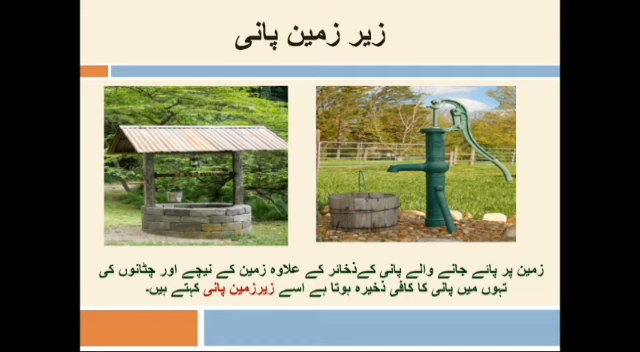 زیر زمین پانی
زمین پر پائے جانے والے پانی کےذخائر کے علاوہ زمین کے نیچے اور چٹانوں کی
تہوں میں پانی کا کافی ذخیرہ ہوتا ہے اسے زیرزمین پانی کہتے ہیں۔